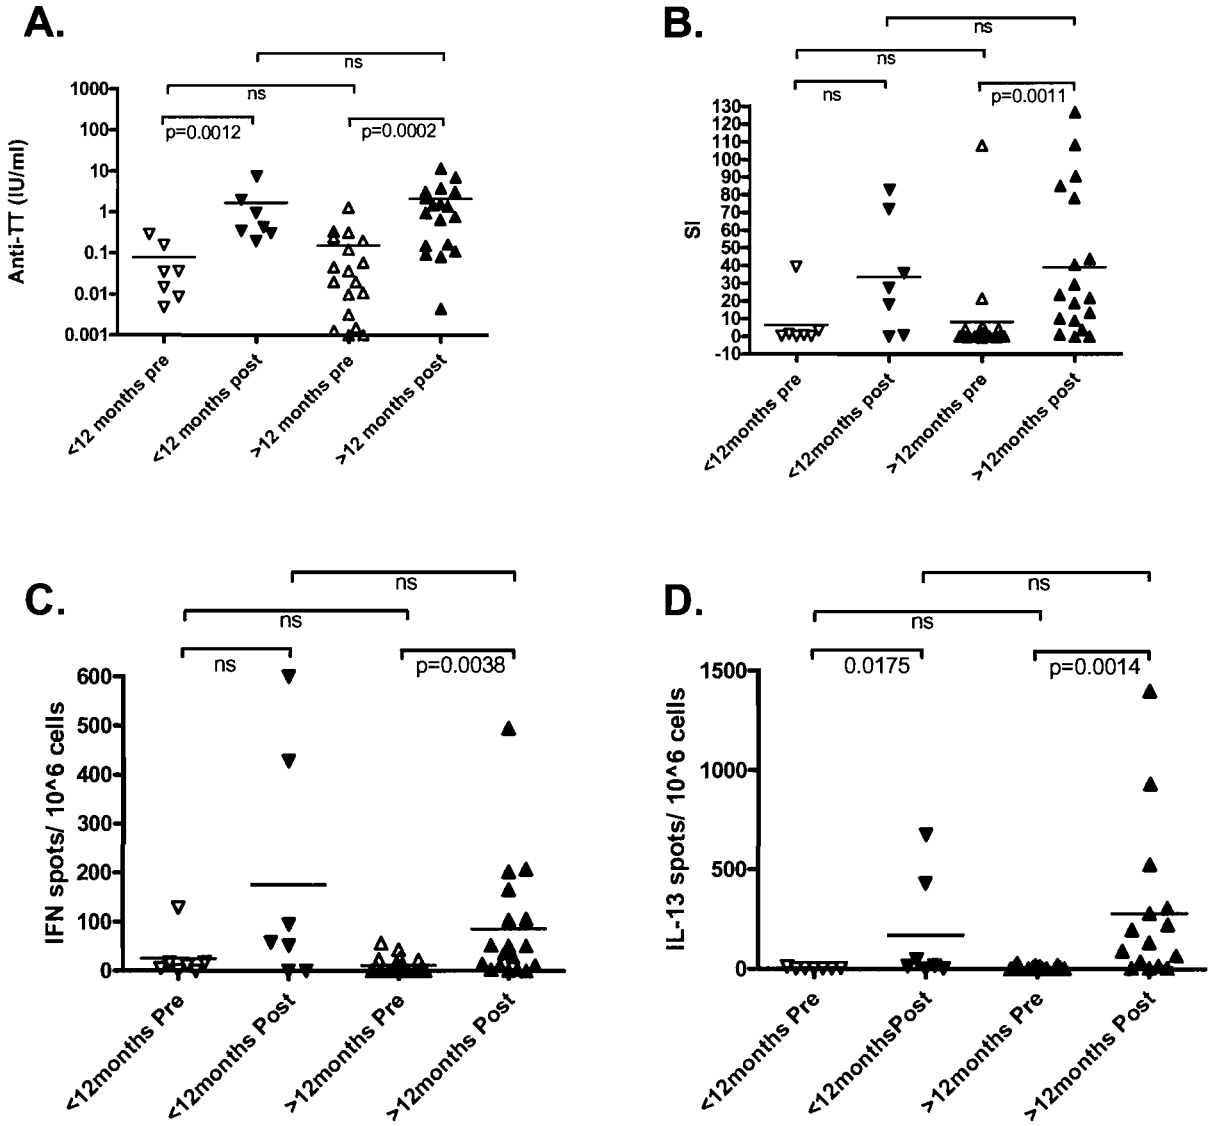 A.
ns
ns
p=0.0012
p=0.0002
Anti-TT (IU/ml)
1000
100
10
1
0.1
0.01
0.001
<12 months pre
<12 months post
>12 months pre
>12 months post
B.
ns
ns
ns
p=0.0011
SI
130
120
110
100
90
80
70
60
50
40
30
20
10
0
-10
<12months pre
<12months post
>12months pre
>12months post
C.
ns
ns
ns
p=0.0038
IFN spots/ 10^6 cells
600
500
400
300
200
100
0
<12months Pre
<12months Post
>12months Pre
>12months Post
D.
ns
ns
0.0175
p=0.0014
IL-13 spots/ 10^6 cells
1500
1000
500
0
<12months Pre
<12monthsPost
>12months Pre
>12months Post